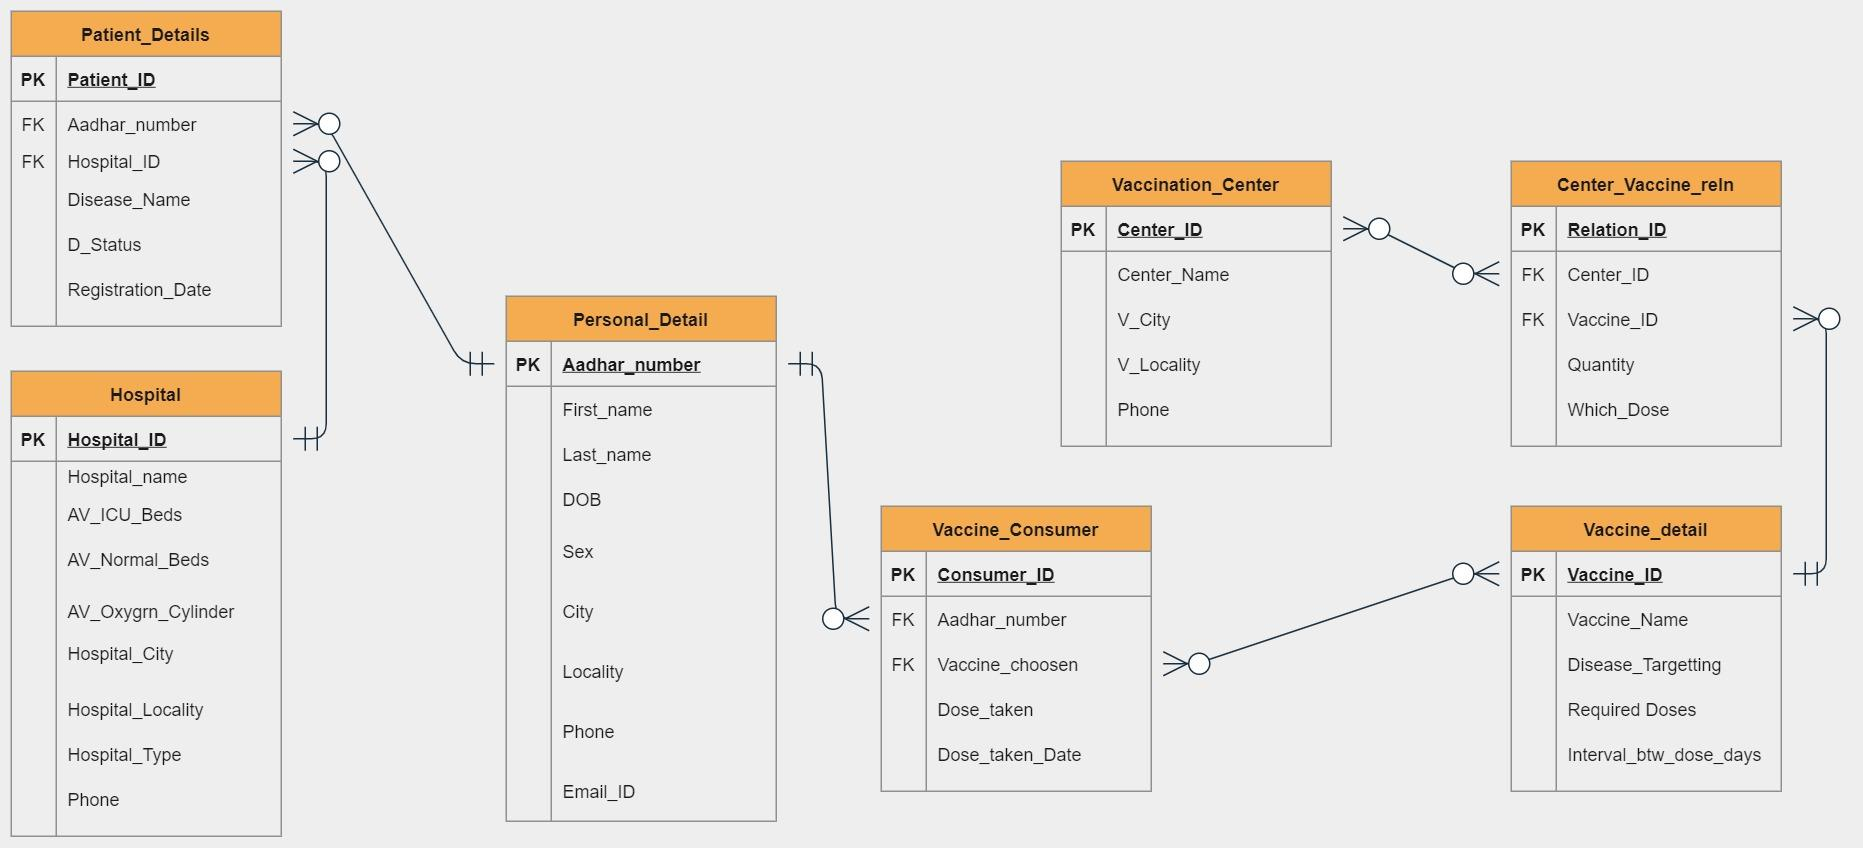 Patient_Details
PK Patient_ID
FK Aadhar_number
FK Hospital_ID
Disease_Name
D_Status
Registration_Date
Hospital
PK Hospital_ID
Hospital_name
AV_ICU_Beds
AV_Normal_Beds
AV_Oxygrn_Cylinder
Hospital_City
Hospital_Locality
Hospital_Type
Phone
Personal_Detail
PK Aadhar_number
First_name
Last_name
DOB
Sex
City
Locality
Phone
Email_ID
Vaccine_Consumer
PK Consumer_ID
FK Aadhar_number
FK Vaccine_choosen
Dose_taken
Dose_taken_Date
Vaccination_Center
PK Center_ID
Center_Name
V_City
V_Locality
Phone
Center_Vaccine_reln
PK Relation_ID
FK Center_ID
FK Vaccine_ID
Quantity
Which_Dose
Vaccine_detail
PK Vaccine_ID
Vaccine_Name
Disease_Targetting
Required Doses
Interval_btw_dose_days